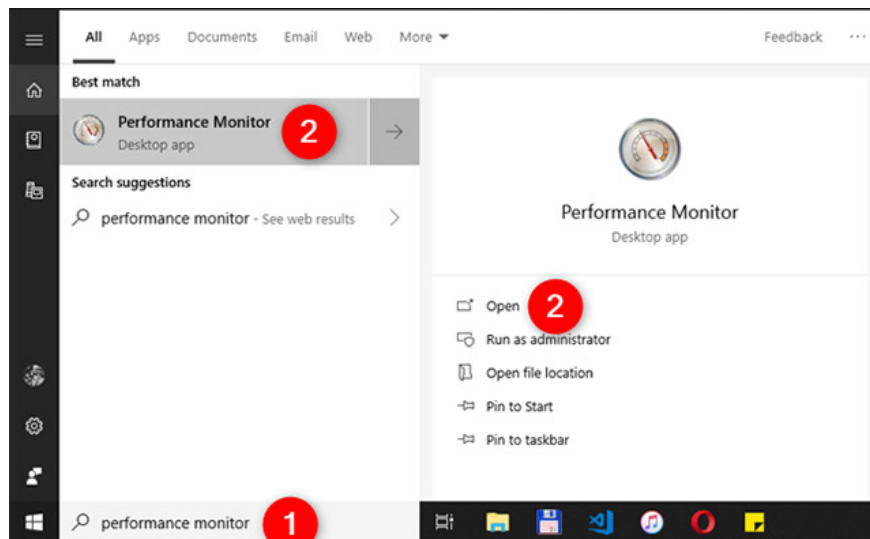 All Apps Documents Email Web More Feedback ...
Best match
Performance Monitor
Desktop app
2
Search suggestions
performance monitor - See web results
Performance Monitor
Desktop app
Open 2
Run as administrator
Open file location
Pin to Start
Pin to taskbar
performance monitor 1